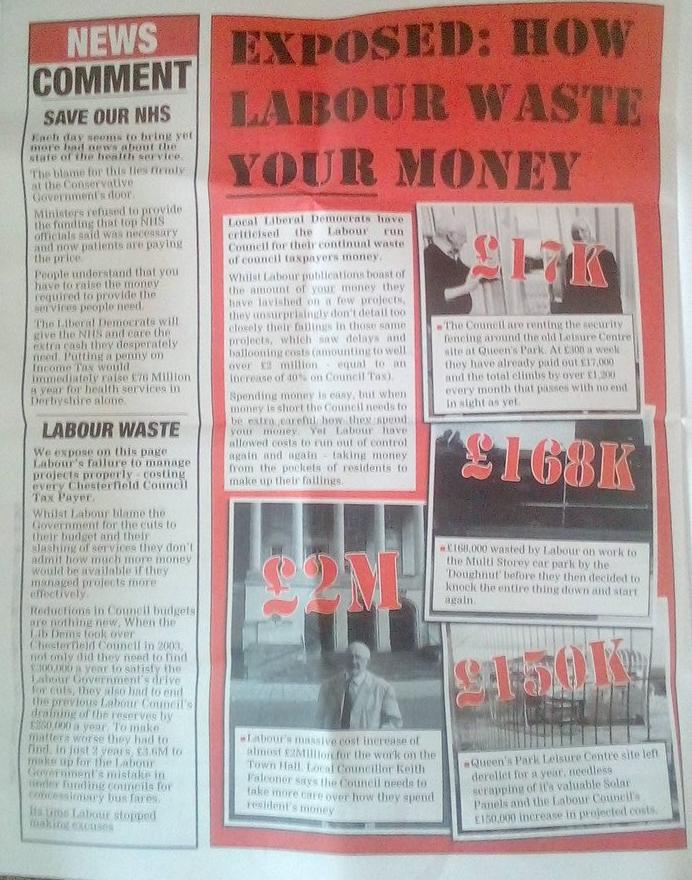 NEWS
COMMENT
SAVE OUR NHS
Each day seems to bring yet
more bad news about the
state of the health service.
The blame for this lies firmly
at the Conservative
Government's door.
Ministers refused to provide
the funding that top NHS
officials said was necessary
and now patients are paying
the price.
People understand that you
have to raise the money
required to provide the
services people need.
The Liberal Democrats will
give the NHS and care the
extra cash they desperately
need. Putting a penny on
Income Tax would
immediately raise £76 Million
a year for health services in
Derbyshire alone.
LABOUR WASTE
We expose on this page
Labour's failure to manage
projects properly - costing
every Chesterfield Council
Tax Payer.
Whilst Labour blame the
Government for the cuts to
their budget and their
slashing of services they don't
admit how much more money
would be available if they
managed projects more
effectively.
Reductions in Council budgets
are nothing new. When the
Lib Dems took over
Chesterfield Council in 2003,
not only did they need to find
£300,000 a year to satisfy the
Labour Government's drive
for cuts, they also had to end
the previous Labour Council's
draining of the reserves by
a year. To make
matters worse they had to
find, in just 2 years, £3.6M to
make up for the Labour
Government's mistake in
under funding councils for
concessionary bus fares.
Its time Labour stopped
making excuses
EXPOSED: HOW
LABOUR WASTE
YOUR MONEY
Local Liberal Democrats have
criticised the Labour run
Council for their continual waste
of council taxpayers money.
Whilst Labour publications boast of
the amount of your money they
have lavished on a few projects,
they unsurprisingly don't detail too
closely their failings in those same
projects, which saw delays and
ballooning costs (amounting to well
over £2 million - equal to an
increase of 40% on Council Tax).
Spending money is easy, but when
money is short the Council needs to
be extra careful how they spend
your money. Yet Labour have
allowed costs to run out of control
again and again - taking money
from the pockets of residents to
make up their failings.
£17K
The Council are renting the security
fencing around the old Leisure Centre
site at Queen's Park. At £308 a week
they have already paid out £17,000
and the total climbs by over £1,200
every month that passes with no end
in sight as yet.
£168K
£168,000 wasted by Labour on work to
the Multi Storey car park by the
'Doughnut' before they then decided to
knock the entire thing down and start
again.
£2M
Labour's massive cost increase of
almost £2Million for the work on the
Town Hall. Local Councillor Keith
Falconer says the Council needs to
take more care over how they spend
resident's money
£150K
Queen's Park Leisure Centre site left
derelict for a year, needless
scrapping of it's valuable Solar
Panels and the Labour Council's
£150,000 increase in projected costs.